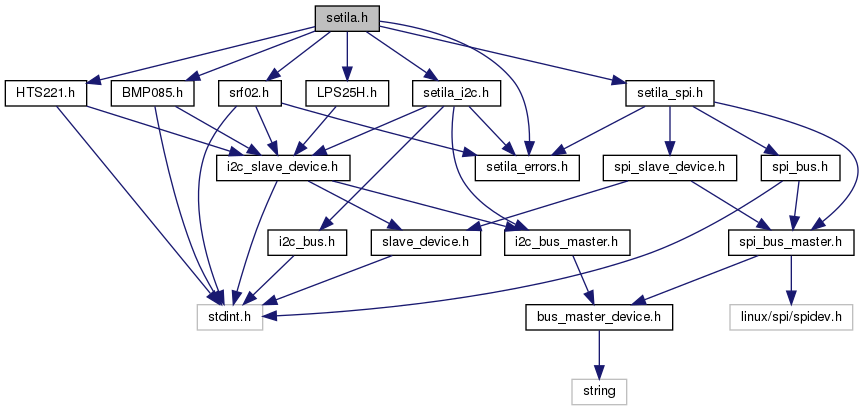 setila.h
HTS221.h
BMP085.h
srf02.h
LPS25H.h
setila_i2c.h
setila_spi.h
i2c_slave_device.h
setila_errors.h
spi_slave_device.h
spi_bus.h
i2c_bus.h
slave_device.h
i2c_bus_master.h
spi_bus_master.h
stdint.h
bus_master_device.h
linux/spi/spidev.h
string